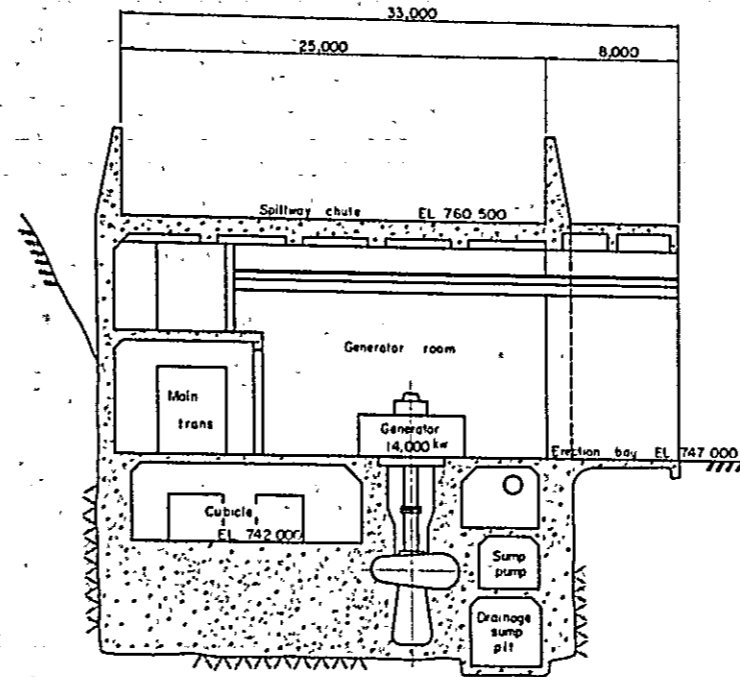 33,000
25,000 8,000
Spillway chute EL 760 500
Generator room
Main
trans
Generator
14,000 kw
Erection bay EL 747 000
Cubicle
EL 742 000
Sump
pump
Drainage
sump
pit